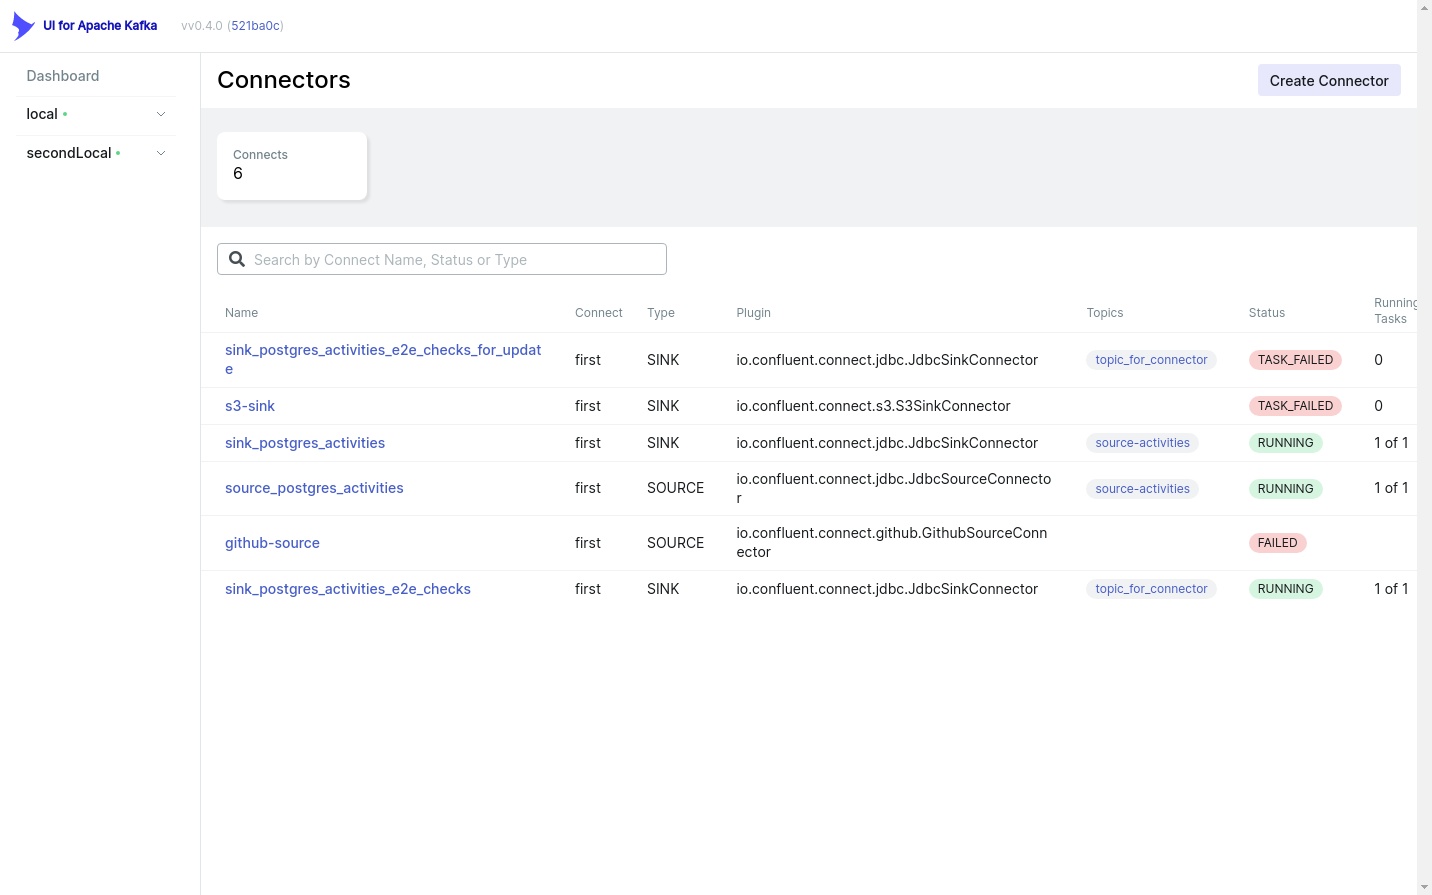 UI for Apache Kafka vv0.4.0 (521ba0c)
Dashboard
local
secondLocal
Connectors
Create Connector
Connects
6
Search by Connect Name, Status or Type
Name Connect Type Plugin Topics Status Running
Tasks
sink_postgres_activities_e2e_checks_for_updat
e
first SINK io.confluent.connect.jdbc.JdbcSinkConnector topic_for_connector TASK_FAILED 0
s3-sink first SINK io.confluent.connect.s3.S3SinkConnector TASK_FAILED 0
sink_postgres_activities first SINK io.confluent.connect.jdbc.JdbcSinkConnector source-activities RUNNING 1 of 1
source_postgres_activities first SOURCE io.confluent.connect.jdbc.JdbcSourceConnecto
r
source-activities RUNNING 1 of 1
github-source first SOURCE io.confluent.connect.github.GithubSourceConn
ector
FAILED
sink_postgres_activities_e2e_checks first SINK io.confluent.connect.jdbc.JdbcSinkConnector topic_for_connector RUNNING 1 of 1